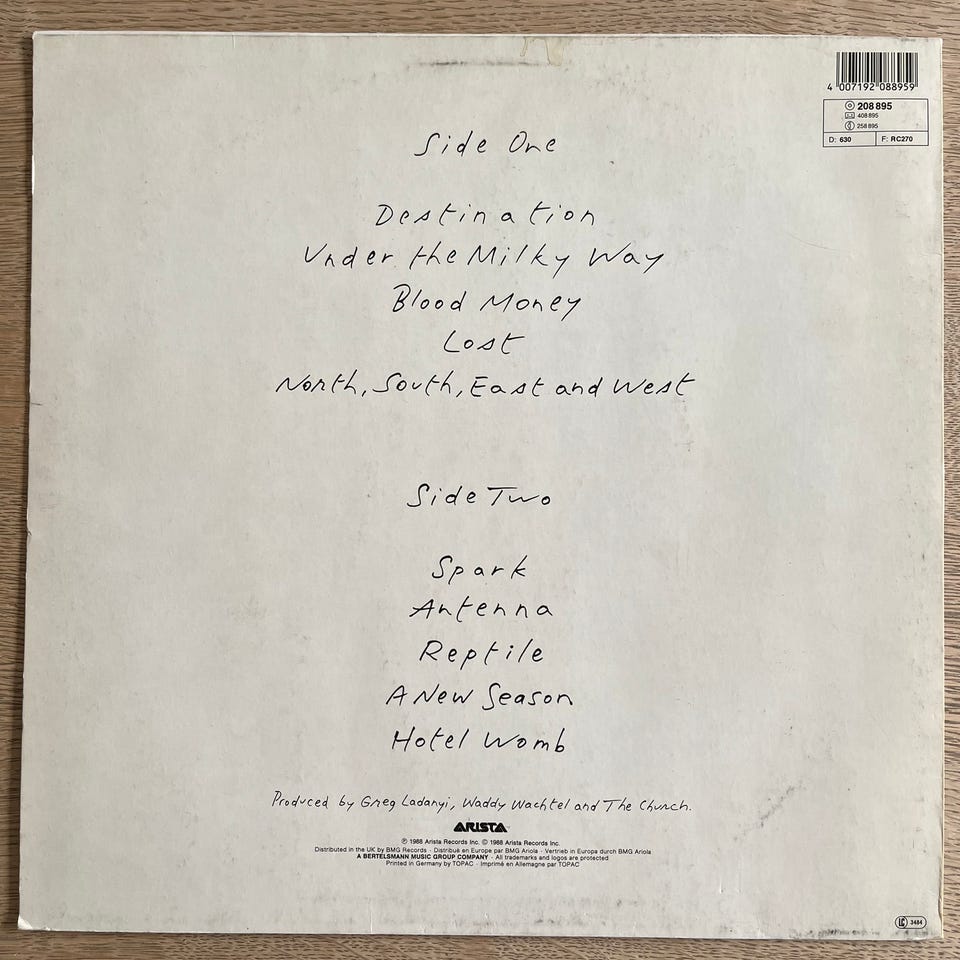 4 007192 088959
208 895
408 895
258 895
D: 630 F: RC270
Side One
Destination
Under the Milky Way
Blood Money
Lost
North, South, East and West
Side Two
Spark
Antenna
Reptile
A New Season
Hotel Womb
Produced by Greg Ladanyi, Waddy Wachtel and The Church.
ARISTA
℗ 1988 Arista Records Inc. © 1988 Arista Records Inc.
Distributed in the UK by BMG Records · Distribué en Europe par BMG Ariola · Vertrieb in Europa durch BMG Ariola
A BERTELSMANN MUSIC GROUP COMPANY · All trademarks and logos are protected
Printed in Germany by TOPAC · Imprimé en Allemagne par TOPAC
LC 3484